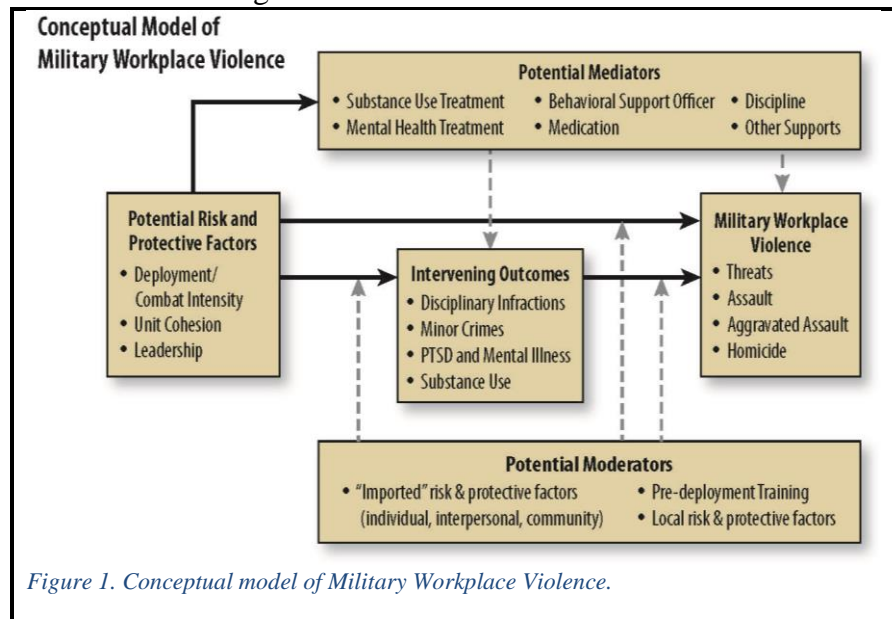 Conceptual Model of
Military Workplace Violence
Potential Mediators
• Substance Use Treatment • Behavioral Support Officer • Discipline
• Mental Health Treatment • Medication • Other Supports
Potential Risk and
Protective Factors
• Deployment/
Combat Intensity
• Unit Cohesion
• Leadership
Intervening Outcomes
• Disciplinary Infractions
• Minor Crimes
• PTSD and Mental Illness
• Substance Use
Military Workplace
Violence
• Threats
• Assault
• Aggravated Assault
• Homicide
Potential Moderators
• "Imported" risk & protective factors • Pre-deployment Training
(individual, interpersonal, community) • Local risk & protective factors
Figure 1. Conceptual model of Military Workplace Violence.